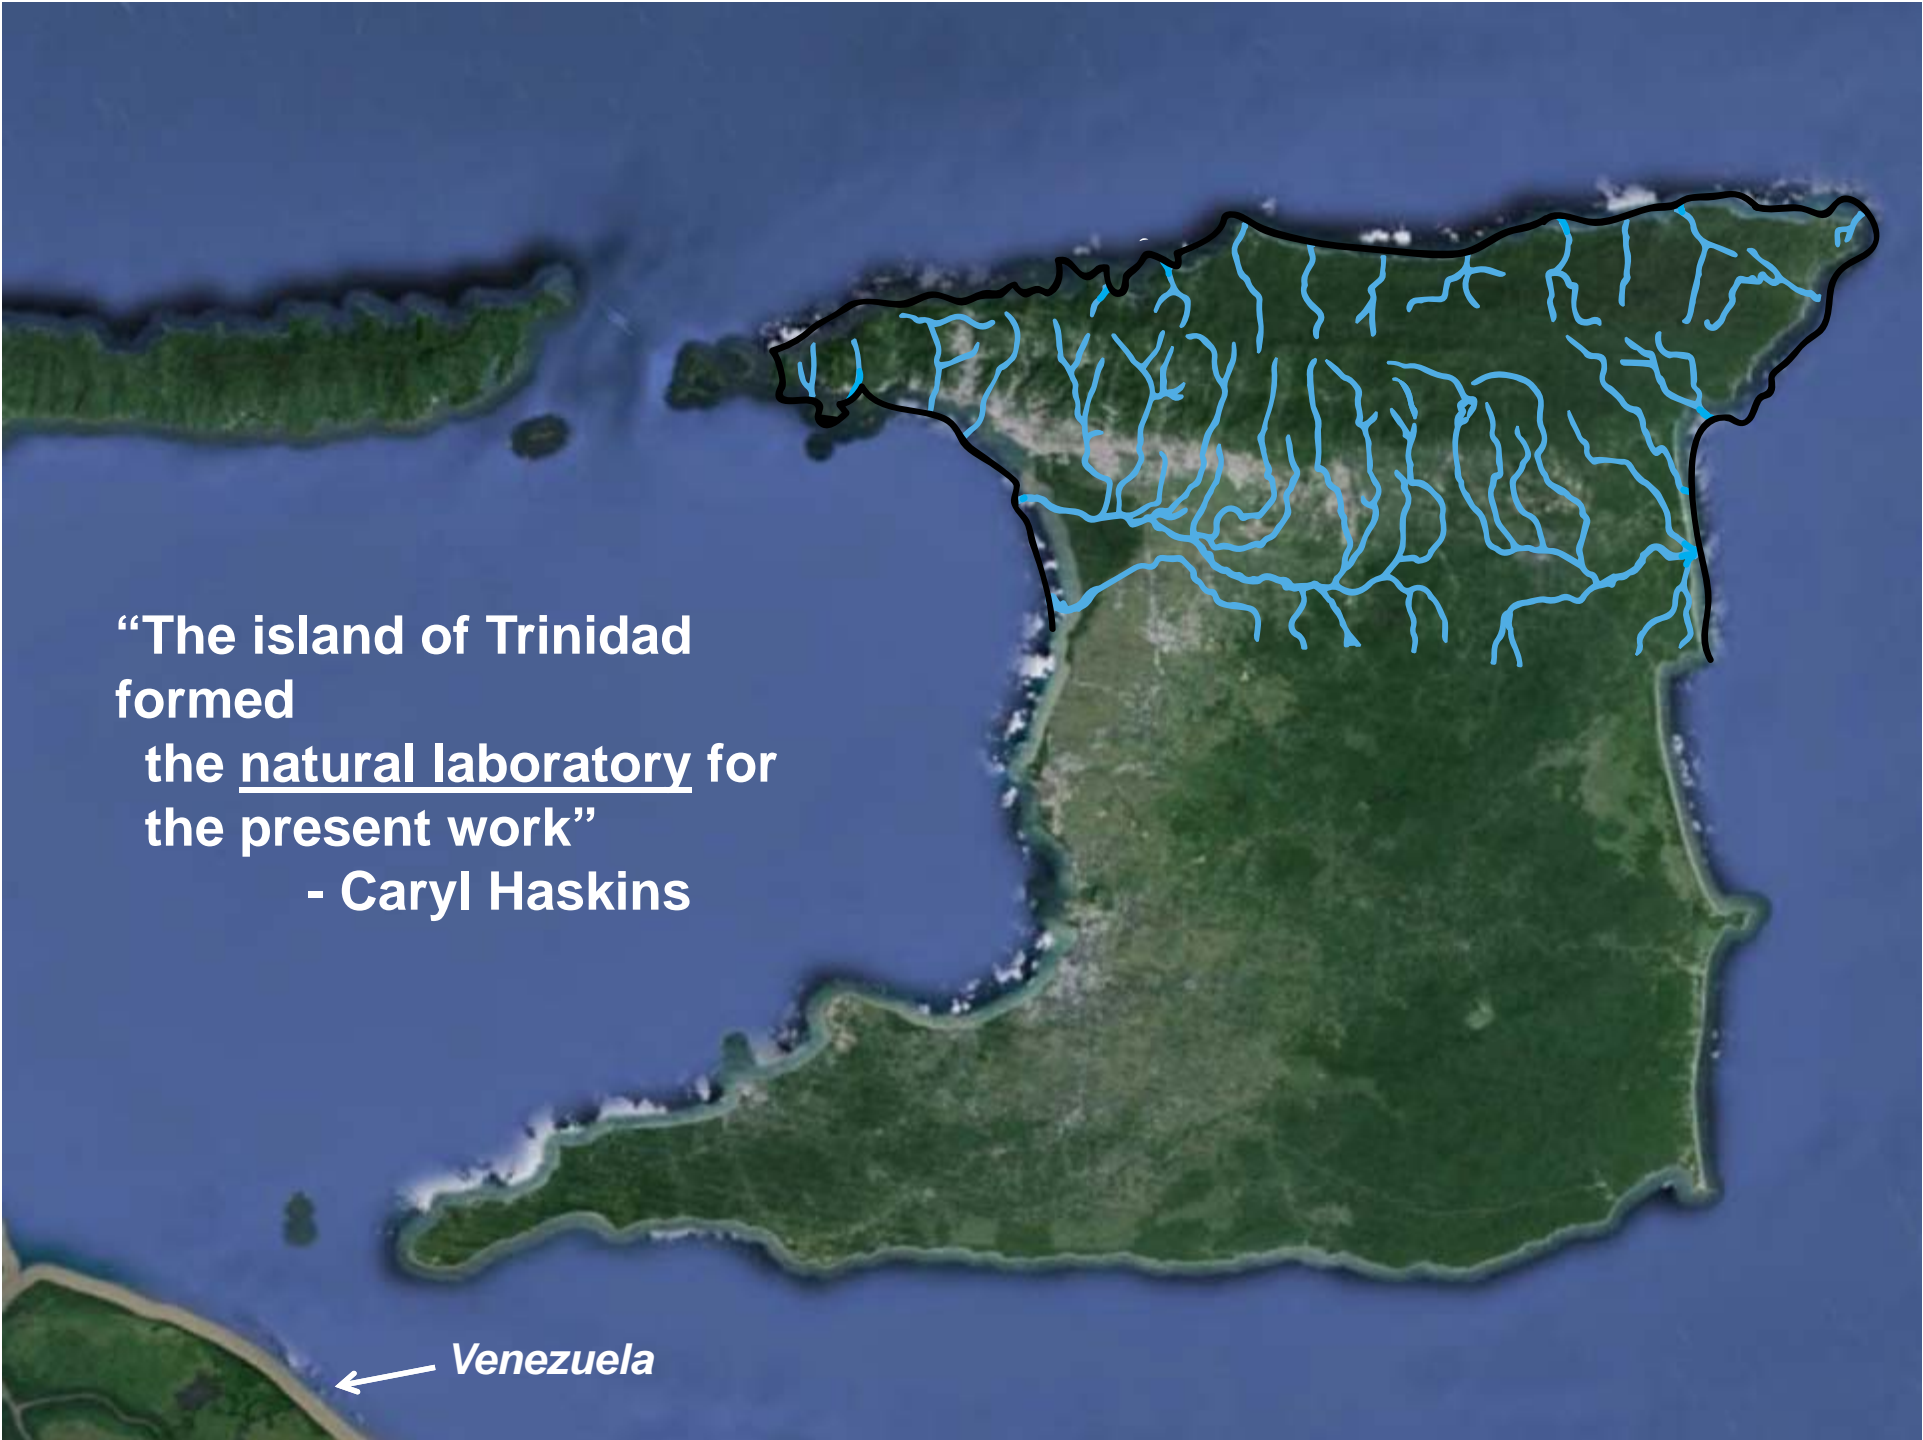 “The island of Trinidad
formed
the natural laboratory for
the present work”
- Caryl Haskins
Venezuela